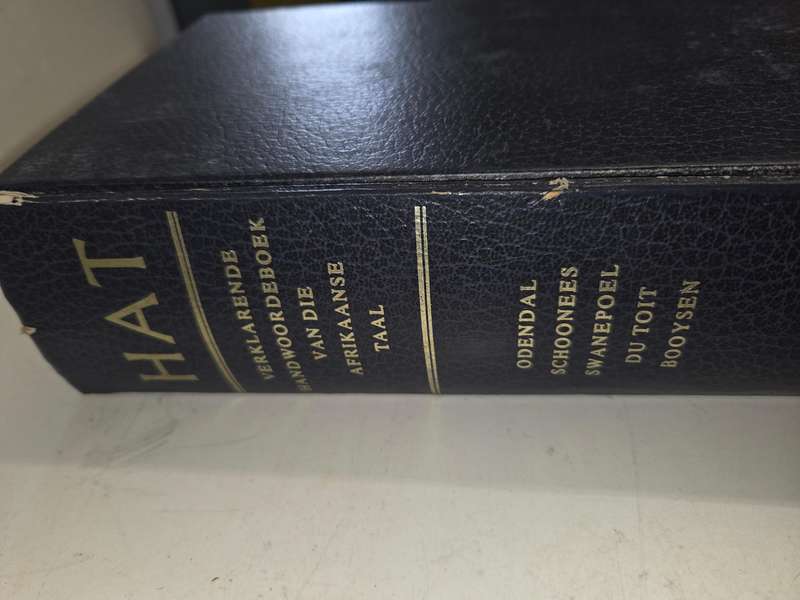 HAT
VERKLARENDE
HANDWOORDEBOEK
VAN DIE
AFRIKAANSE
TAAL
ODENDAL
SCHOONEES
SWANEPOEL
DU TOIT
BOOYSEN